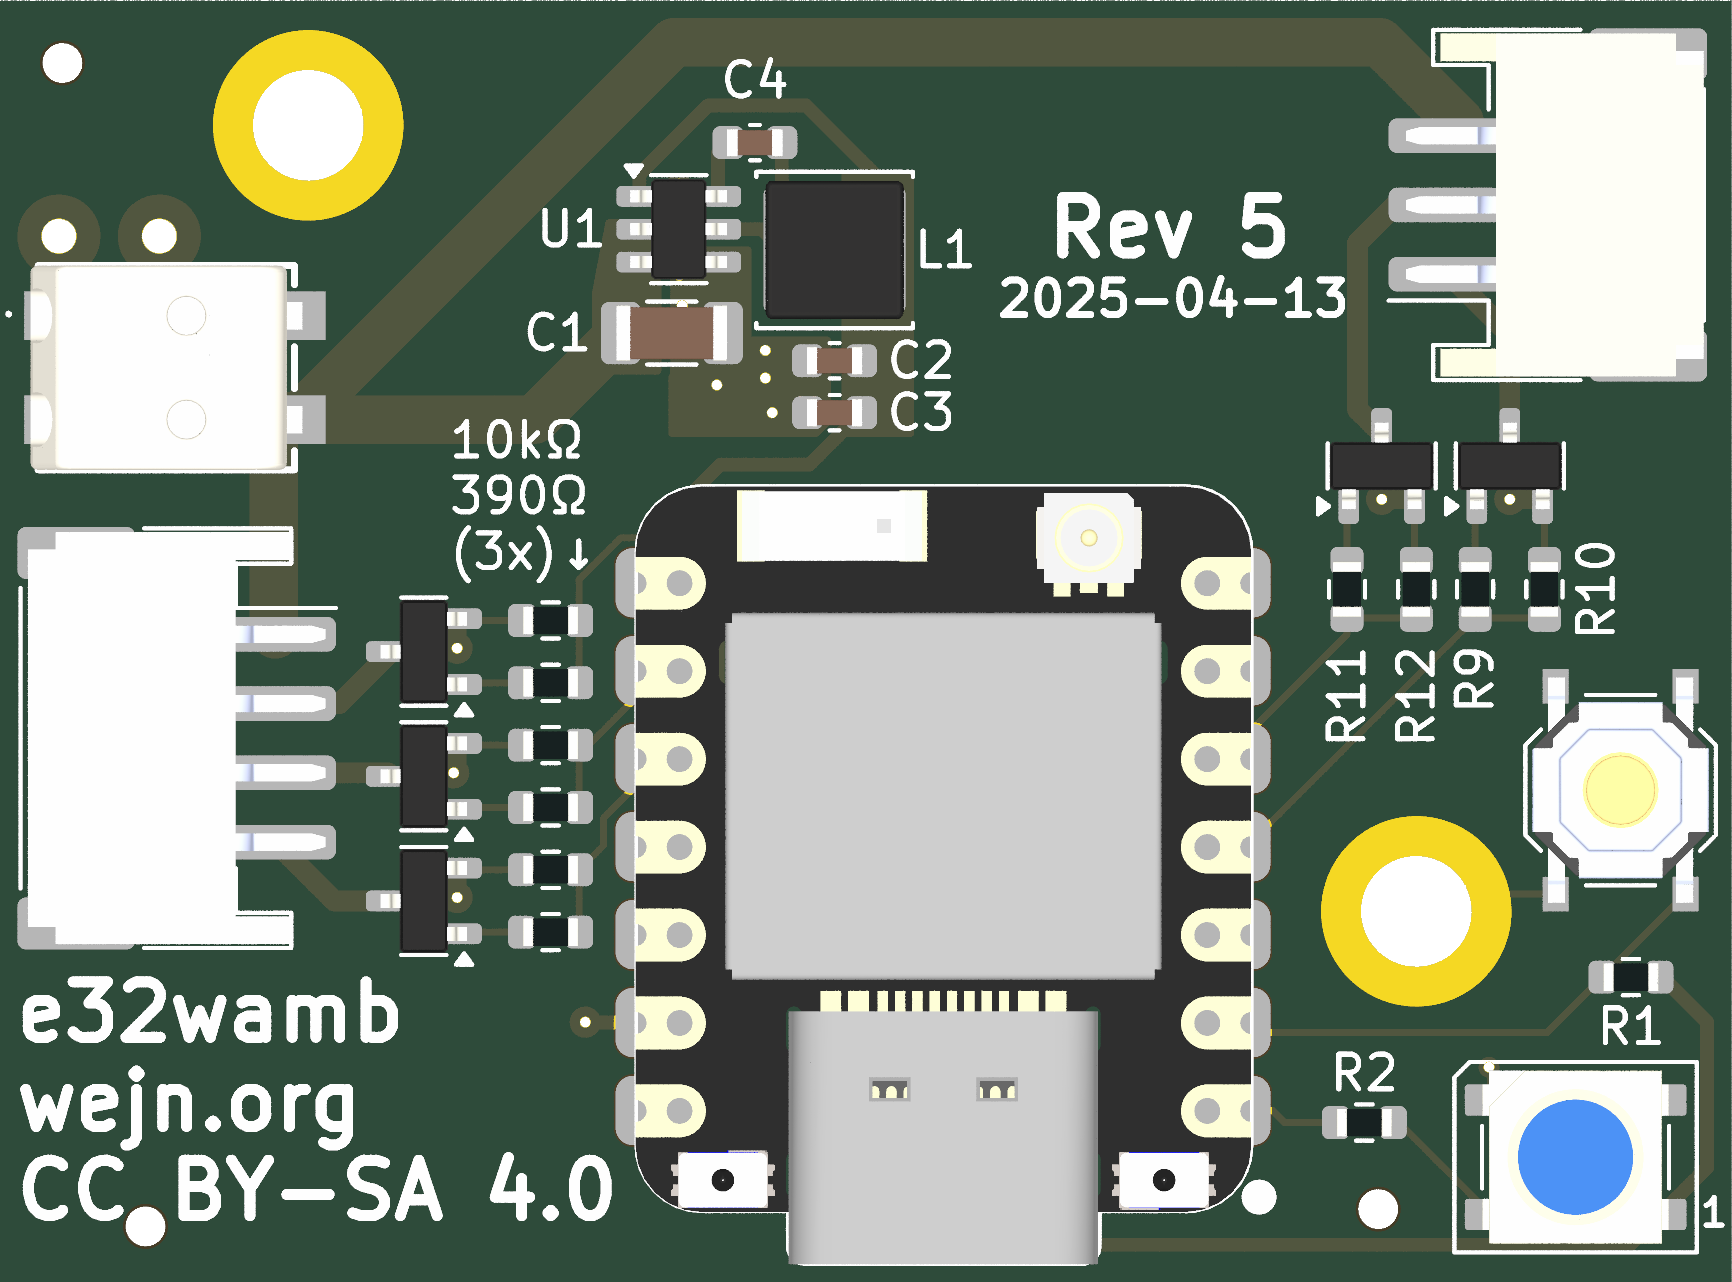 C4
U1
L1
Rev 5
2025-04-13
C1
C2
C3
10kΩ
390Ω
(3x)↓
R11
R12
R9
R10
e32wamb
wejn.org
CC BY-SA 4.0
R1
R2
1